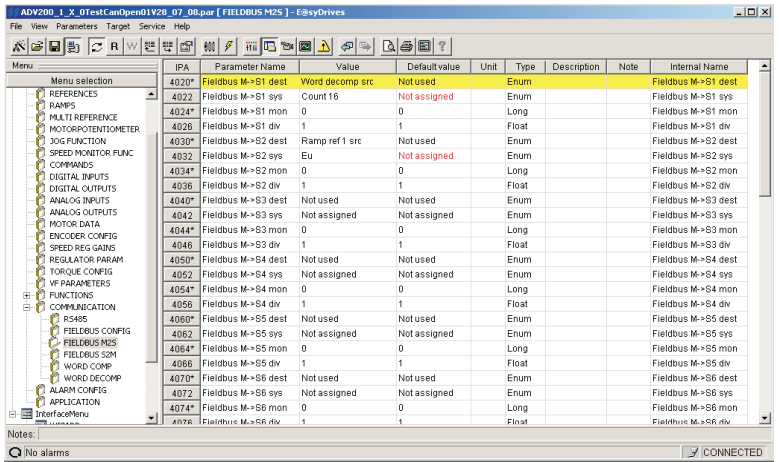 ADV200_1_X_0TestCanOpen01V28_07_08.par [ FIELDBUS M2S ] - E@syDrives
File View Parameters Target Service Help
R W
Menu
Menu selection
REFERENCES
RAMPS
MULTI REFERENCE
MOTORPOTENTIOMETER
JOG FUNCTION
SPEED MONITOR FUNC
COMMANDS
DIGITAL INPUTS
DIGITAL OUTPUTS
ANALOG INPUTS
ANALOG OUTPUTS
MOTOR DATA
ENCODER CONFIG
SPEED REG GAINS
REGULATOR PARAM
TORQUE CONFIG
VF PARAMETERS
FUNCTIONS
COMMUNICATION
RS485
FIELDBUS CONFIG
FIELDBUS M2S
FIELDBUS S2M
WORD COMP
WORD DECOMP
ALARM CONFIG
APPLICATION
InterfaceMenu
IPA Parameter Name Value Default value Unit Type Description Note Internal Name
4020* Fieldbus M->S1 dest Word decomp src Not used Enum Fieldbus M->S1 dest
4022 Fieldbus M->S1 sys Count 16 Not assigned Enum Fieldbus M->S1 sys
4024* Fieldbus M->S1 mon 0 0 Long Fieldbus M->S1 mon
4026 Fieldbus M->S1 div 1 1 Float Fieldbus M->S1 div
4030* Fieldbus M->S2 dest Ramp ref 1 src Not used Enum Fieldbus M->S2 dest
4032 Fieldbus M->S2 sys Eu Not assigned Enum Fieldbus M->S2 sys
4034* Fieldbus M->S2 mon 0 0 Long Fieldbus M->S2 mon
4036 Fieldbus M->S2 div 1 1 Float Fieldbus M->S2 div
4040* Fieldbus M->S3 dest Not used Not used Enum Fieldbus M->S3 dest
4042 Fieldbus M->S3 sys Not assigned Not assigned Enum Fieldbus M->S3 sys
4044* Fieldbus M->S3 mon 0 0 Long Fieldbus M->S3 mon
4046 Fieldbus M->S3 div 1 1 Float Fieldbus M->S3 div
4050* Fieldbus M->S4 dest Not used Not used Enum Fieldbus M->S4 dest
4052 Fieldbus M->S4 sys Not assigned Not assigned Enum Fieldbus M->S4 sys
4054* Fieldbus M->S4 mon 0 0 Long Fieldbus M->S4 mon
4056 Fieldbus M->S4 div 1 1 Float Fieldbus M->S4 div
4060* Fieldbus M->S5 dest Not used Not used Enum Fieldbus M->S5 dest
4062 Fieldbus M->S5 sys Not assigned Not assigned Enum Fieldbus M->S5 sys
4064* Fieldbus M->S5 mon 0 0 Long Fieldbus M->S5 mon
4066 Fieldbus M->S5 div 1 1 Float Fieldbus M->S5 div
4070* Fieldbus M->S6 dest Not used Not used Enum Fieldbus M->S6 dest
4072 Fieldbus M->S6 sys Not assigned Not assigned Enum Fieldbus M->S6 sys
4074* Fieldbus M->S6 mon 0 0 Long Fieldbus M->S6 mon
4076 Fieldbus M->S6 div 1 1 Float Fieldbus M->S6 div
Notes:
No alarms
CONNECTED